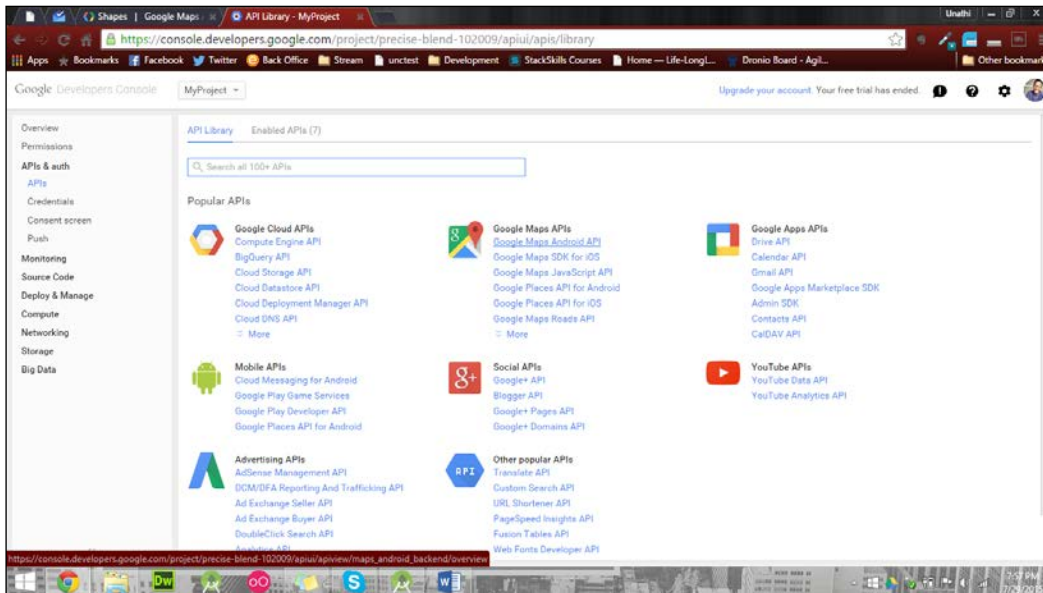 Shapes | Google Maps
API Library - MyProject
Unathi
https://console.developers.google.com/project/precise-blend-102009/apiui/apis/library
Apps Bookmarks Facebook Twitter Back Office Stream unctest Development StackSkills Courses Home — Life-LongL... Dronio Board - Agil... Other bookmark
Google Developers Console MyProject Upgrade your account. Your free trial has ended.
Overview
Permissions
APIs & auth
APIs
Credentials
Consent screen
Push
Monitoring
Source Code
Deploy & Manage
Compute
Networking
Storage
Big Data
API Library Enabled APIs (7)
Search all 100+ APIs
Popular APIs
Google Cloud APIs
Compute Engine API
BigQuery API
Cloud Storage API
Cloud Datastore API
Cloud Deployment Manager API
Cloud DNS API
More
Google Maps APIs
Google Maps Android API
Google Maps SDK for iOS
Google Maps JavaScript API
Google Places API for Android
Google Places API for iOS
Google Maps Roads API
More
Google Apps APIs
Drive API
Calendar API
Gmail API
Google Apps Marketplace SDK
Admin SDK
Contacts API
CalDAV API
Mobile APIs
Cloud Messaging for Android
Google Play Game Services
Google Play Developer API
Google Places API for Android
Social APIs
Google+ API
Blogger API
Google+ Pages API
Google+ Domains API
YouTube APIs
YouTube Data API
YouTube Analytics API
Advertising APIs
AdSense Management API
DCM/DFA Reporting And Trafficking API
Ad Exchange Seller API
Ad Exchange Buyer API
DoubleClick Search API
Analytics API
API
Other popular APIs
Translate API
Custom Search API
URL Shortener API
PageSpeed Insights API
Fusion Tables API
Web Fonts Developer API
https://console.developers.google.com/project/precise-blend-102009/apiui/apiview/maps_android_backend/overview
Dw
7:57 PM